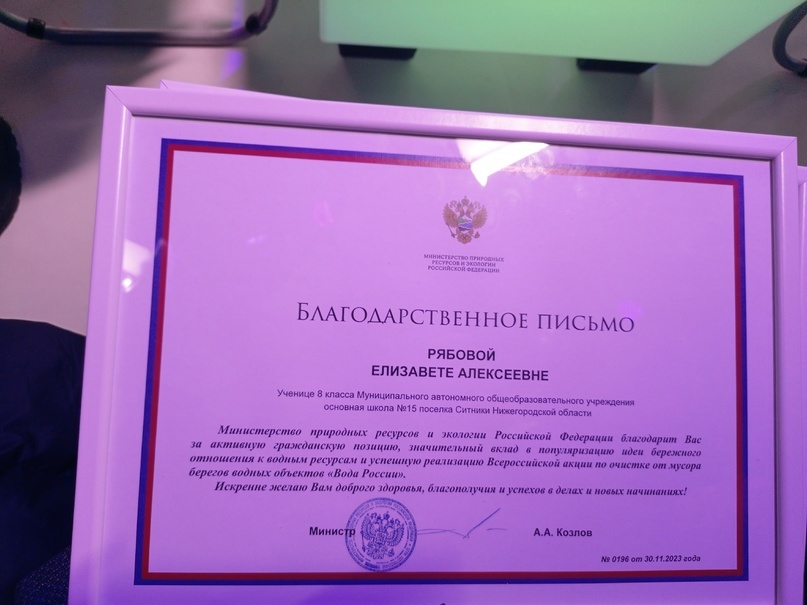 МИНИСТЕРСТВО ПРИРОДНЫХ
РЕСУРСОВ И ЭКОЛОГИИ
РОССИЙСКОЙ ФЕДЕРАЦИИ
БЛАГОДАРСТВЕННОЕ ПИСЬМО
РЯБОВОЙ
ЕЛИЗАВЕТЕ АЛЕКСЕЕВНЕ
Ученице 8 класса Муниципального автономного общеобразовательного учреждения
основная школа №15 поселка Ситники Нижегородской области
Министерство природных ресурсов и экологии Российской Федерации благодарит Вас
за активную гражданскую позицию, значительный вклад в популяризацию идеи бережного
отношения к водным ресурсам и успешную реализацию Всероссийской акции по очистке от мусора
берегов водных объектов «Вода России».
Искренне желаю Вам доброго здоровья, благополучия и успехов в делах и новых начинаниях!
Министр А.А. Козлов
№ 0196 от 30.11.2023 года